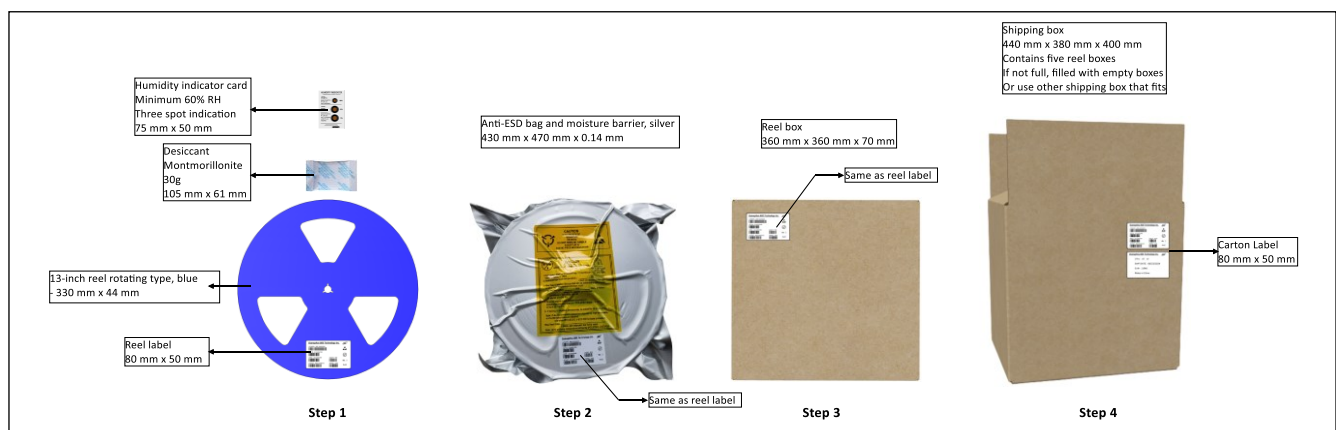 Humidity indicator card
Minimum 60% RH
Three spot indication
75 mm x 50 mm
Desiccant
Montmorillonite
30g
105 mm x 61 mm
13-inch reel rotating type, blue
- 330 mm x 44 mm
Reel label
80 mm x 50 mm
Step 1
Anti-ESD bag and moisture barrier, silver
430 mm x 470 mm x 0.14 mm
CAUTION
Same as reel label
Step 2
Reel box
360 mm x 360 mm x 70 mm
Same as reel label
Step 3
Shipping box
440 mm x 380 mm x 400 mm
Contains five reel boxes
If not full, filled with empty boxes
Or use other shipping box that fits
Carton Label
80 mm x 50 mm
Step 4